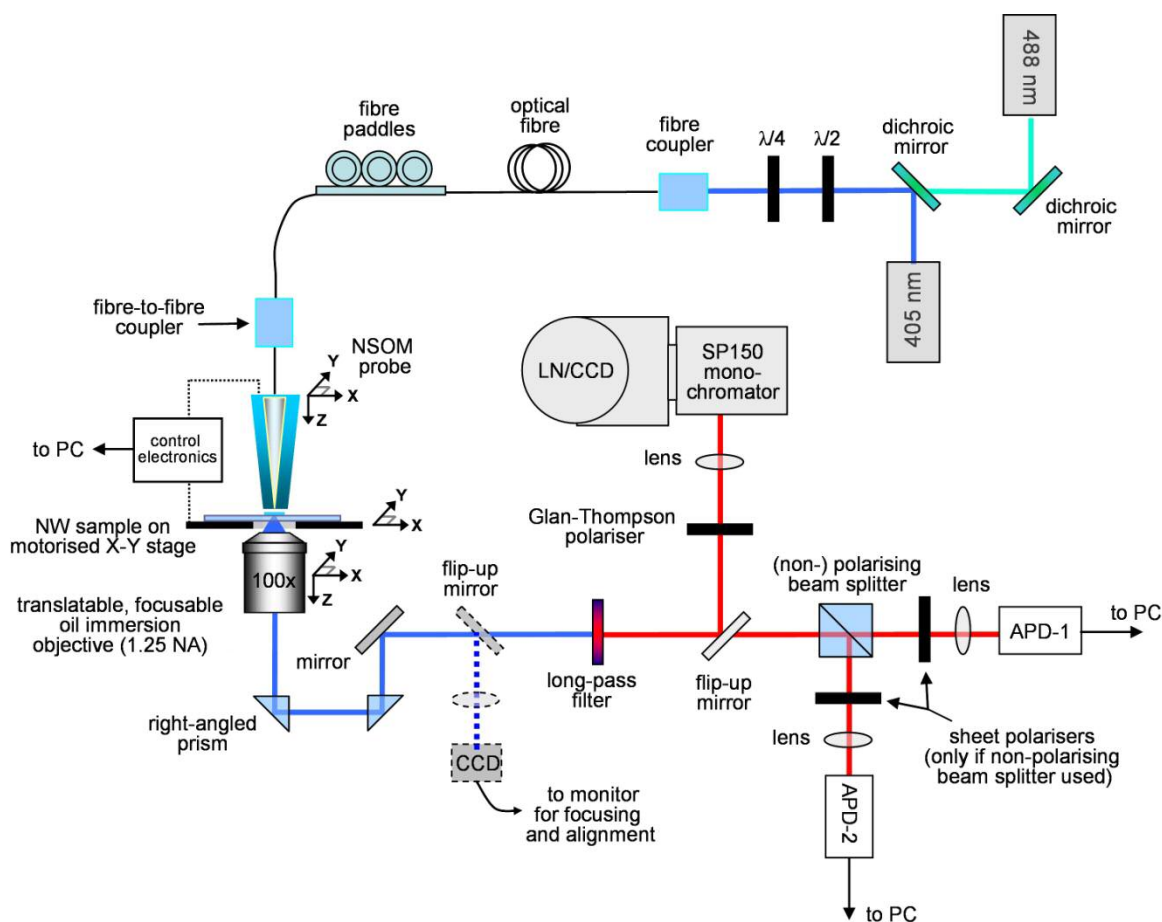 488 nm
fibre
paddles
optical
fibre
fibre
coupler
λ/4
λ/2
dichroic
mirror
dichroic
mirror
405 nm
fibre-to-fibre
coupler
NSOM
probe
Y
X
Z
LN/CCD
SP150
mono-
chromator
to PC
control
electronics
lens
Y
X
NW sample on
motorised X-Y stage
Glan-Thompson
polariser
100x
Y
X
Z
translatable, focusable
oil immersion
objective (1.25 NA)
flip-up
mirror
(non-) polarising
beam splitter
lens
APD-1
to PC
mirror
long-pass
filter
flip-up
mirror
right-angled
prism
lens
sheet polarisers
(only if non-polarising
beam splitter used)
CCD
to monitor
for focusing
and alignment
APD-2
to PC